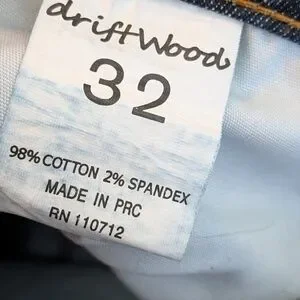 driftWood
32
98% COTTON 2% SPANDEX
MADE IN PRC
RN 110712